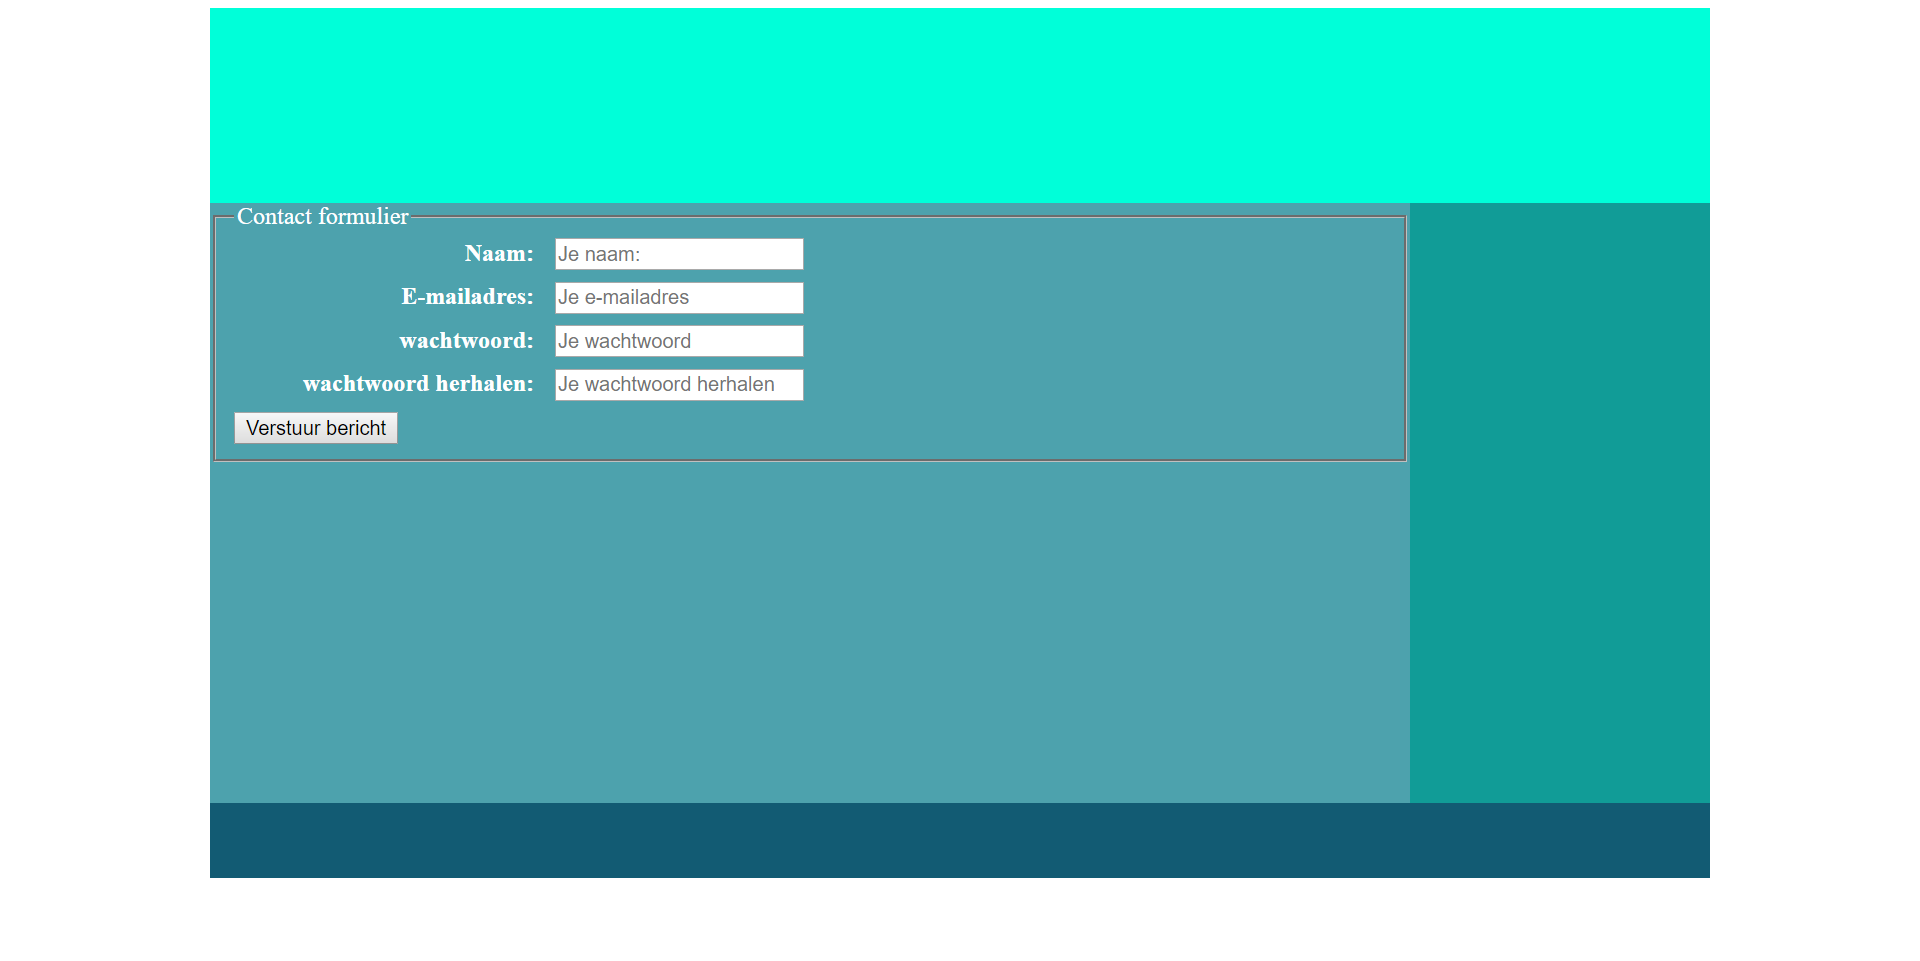 Contact formulier
Naam: Je naam:
E-mailadres: Je e-mailadres
wachtwoord: Je wachtwoord
wachtwoord herhalen: Je wachtwoord herhalen
Verstuur bericht